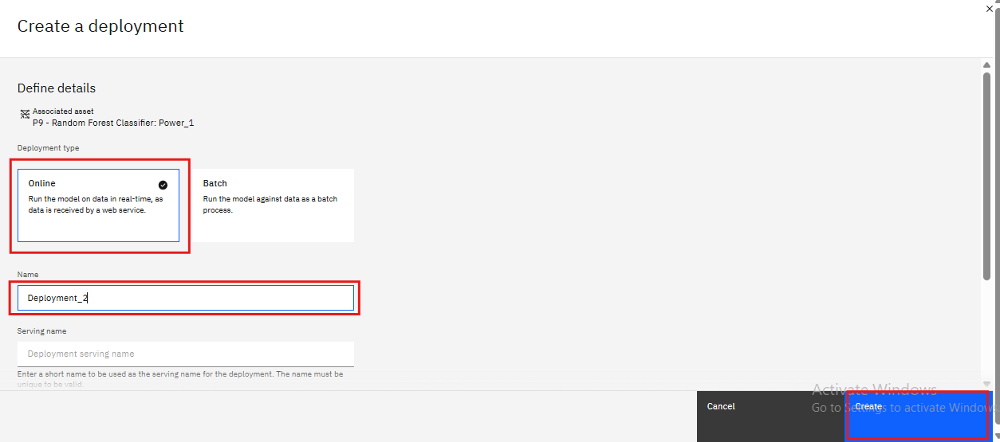 Create a deployment
Define details
Associated asset
P9 - Random Forest Classifier: Power_1
Deployment type
Online
Run the model on data in real-time, as
data is received by a web service.
Batch
Run the model against data as a batch
process.
Name
Deployment_2
Serving name
Deployment serving name
Enter a short name to be used as the serving name for the deployment. The name must be
unique to be valid.
Cancel
Create
Activate Windows
Go to Settings to activate Windows